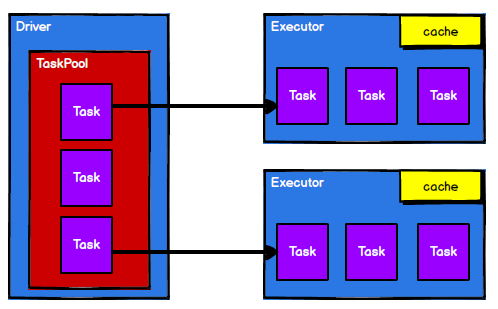 Driver
TaskPool
Task
Task
Task
Executor
cache
Task
Task
Task
Executor
cache
Task
Task
Task